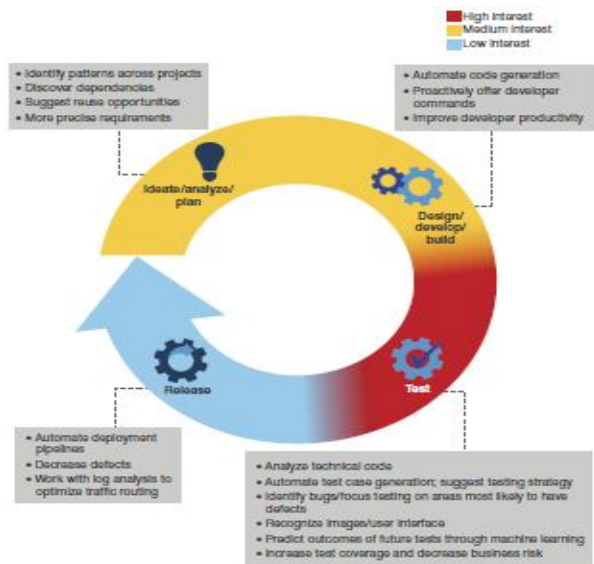 High interest
Medium interest
Low interest
• Identify patterns across projects
• Discover dependencies
• Suggest reuse opportunities
• More precise requirements
• Automate code generation
• Proactively offer developer
commands
• Improve developer productivity
Ideate/analyze/
plan
Design/
develop/
build
Test
Release
• Automate deployment
pipelines
• Decrease defects
• Work with log analysis to
optimize traffic routing
• Analyze technical code
• Automate test case generation; suggest testing strategy
• Identify bugs/focus testing on areas most likely to have
defects
• Recognize images/user interface
• Predict outcomes of future tests through machine learning
• Increase test coverage and decrease business risk